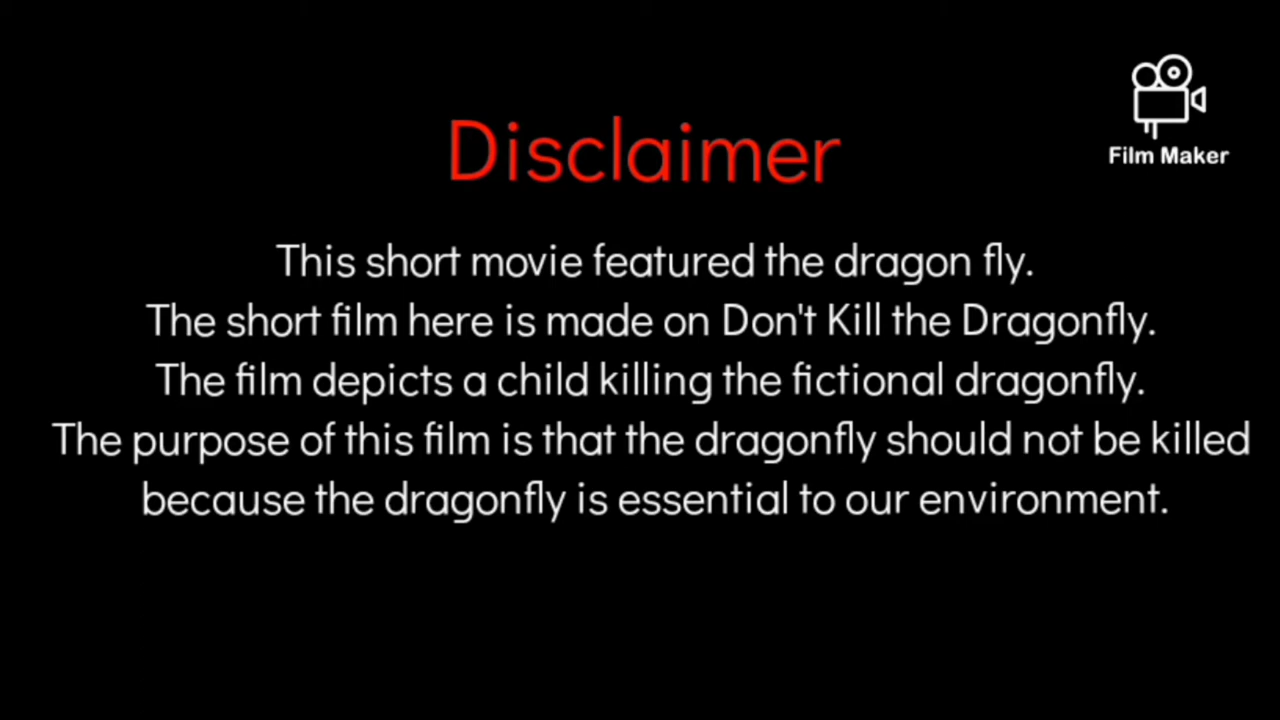 Film Maker
Disclaimer
This short movie featured the dragon fly.
The short film here is made on Don't Kill the Dragonfly.
The film depicts a child killing the fictional dragonfly.
The purpose of this film is that the dragonfly should not be killed
because the dragonfly is essential to our environment.